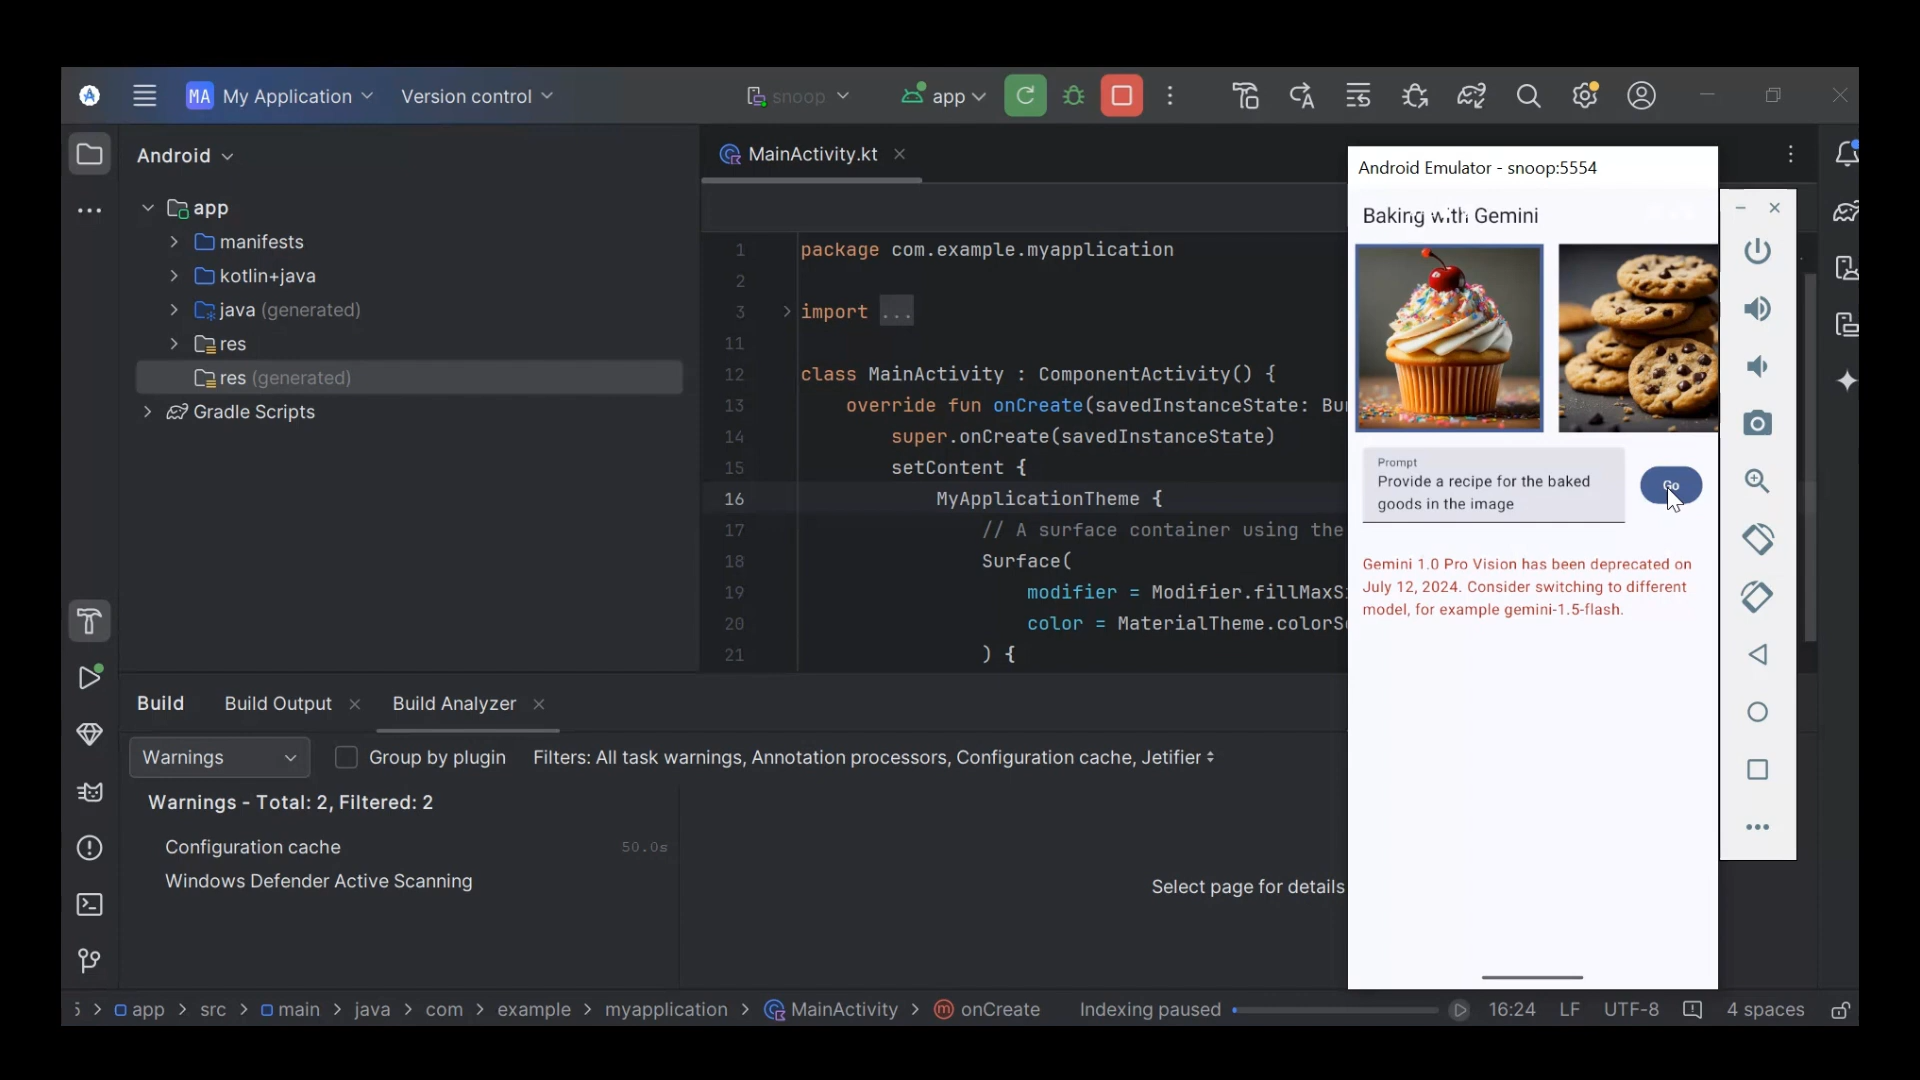 MA My Application
Version control
snoop
app
Android
app
manifests
kotlin+java
java (generated)
res
res (generated)
Gradle Scripts
MainActivity.kt
1 package com.example.myapplication
2
3 import ...
11
12 class MainActivity : ComponentActivity() {
13 override fun onCreate(savedInstanceState: Bu
14 super.onCreate(savedInstanceState)
15 setContent {
16 MyApplicationTheme {
17 // A surface container using the
18 Surface(
19 modifier = Modifier.fillMaxS
20 color = MaterialTheme.colorS
21 ) {
Android Emulator - snoop:5554
Baking with Gemini
Prompt
Provide a recipe for the baked
goods in the image
Go
Gemini 1.0 Pro Vision has been deprecated on
July 12, 2024. Consider switching to different
model, for example gemini-1.5-flash.
Build
Build Output
Build Analyzer
Warnings
Group by plugin
Filters: All task warnings, Annotation processors, Configuration cache, Jetifier
Warnings - Total: 2, Filtered: 2
Configuration cache 50.0s
Windows Defender Active Scanning
Select page for details
> app > src > main > java > com > example > myapplication > MainActivity > onCreate
Indexing paused
16:24 LF UTF-8 4 spaces